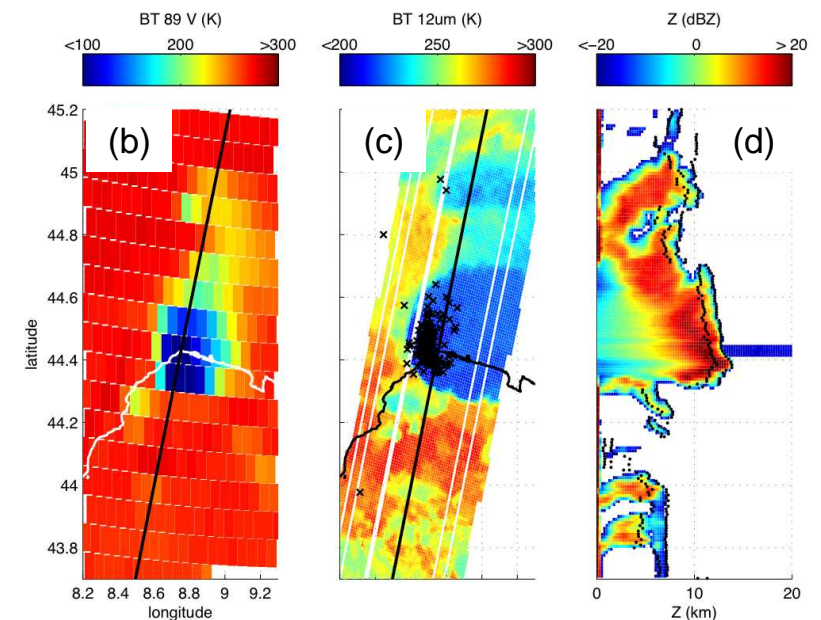 BT 89 V (K)
<100 200 >300
(b)
45.2
45
44.8
44.6
44.4
44.2
44
43.8
latitude
8.2 8.4 8.6 8.8 9 9.2
longitude
BT 12um (K)
<200 250 >300
(c)
Z (dBZ)
<−20 0 > 20
(d)
0 10 20
Z (km)